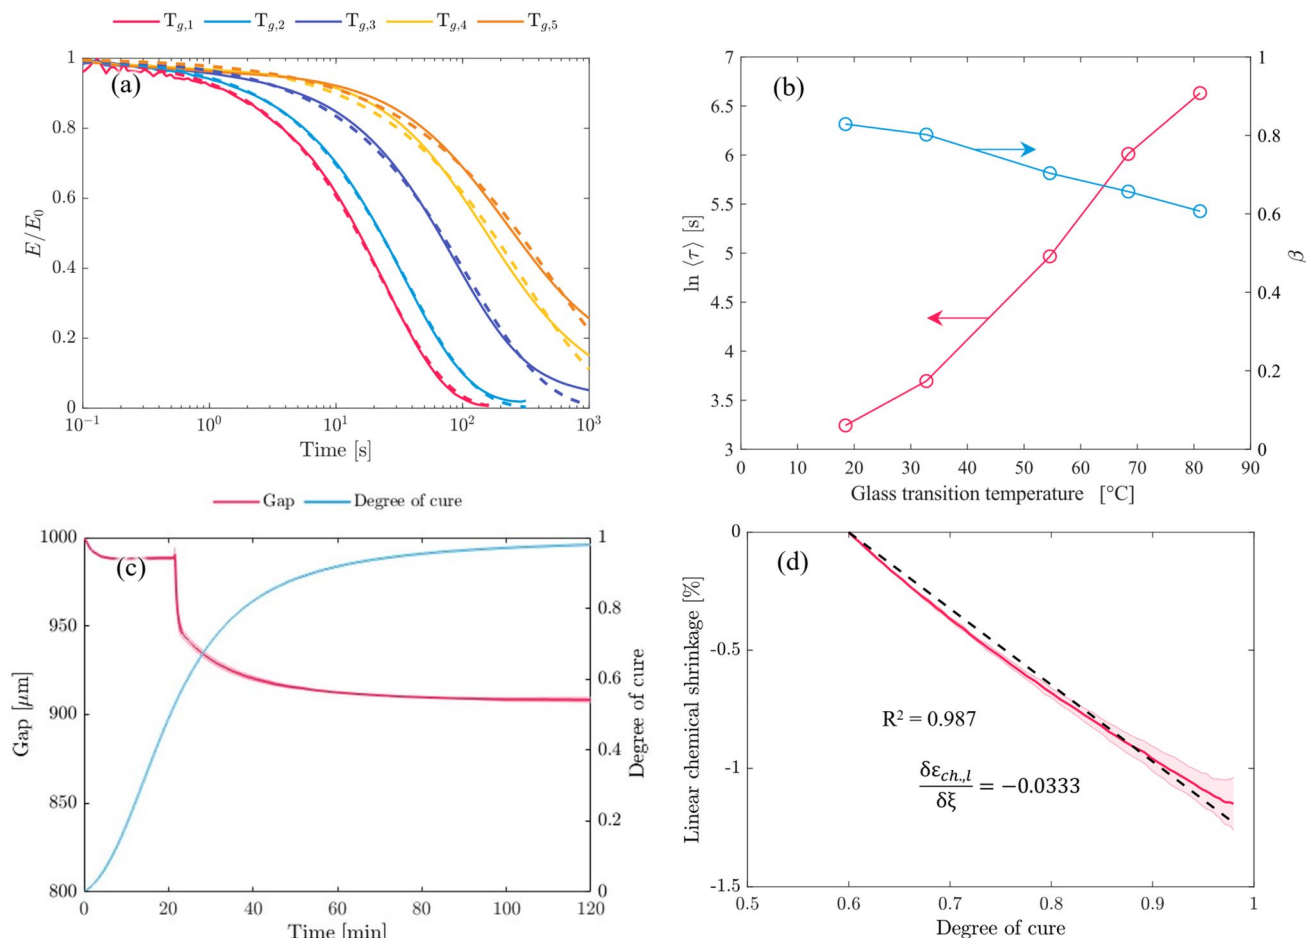 T_{g,1} T_{g,2} T_{g,3} T_{g,4} T_{g,5}
(a)
E/E_0
1
0.8
0.6
0.4
0.2
0
10^{-1} 10^0 10^1 10^2 10^3
Time [s]
(b)
ln ⟨τ⟩ [s]
7
6.5
6
5.5
5
4.5
4
3.5
3
1
0.8
0.6
0.4
0.2
0
β
0 10 20 30 40 50 60 70 80 90
Glass transition temperature [°C]
Gap Degree of cure
(c)
Gap [μm]
1000
950
900
850
800
1
0.8
0.6
0.4
0.2
0
Degree of cure
0 20 40 60 80 100 120
Time [min]
(d)
Linear chemical shrinkage [%]
0
-0.5
-1
-1.5
R² = 0.987
δε_{ch.,l}/δξ = −0.0333
0.5 0.6 0.7 0.8 0.9 1
Degree of cure